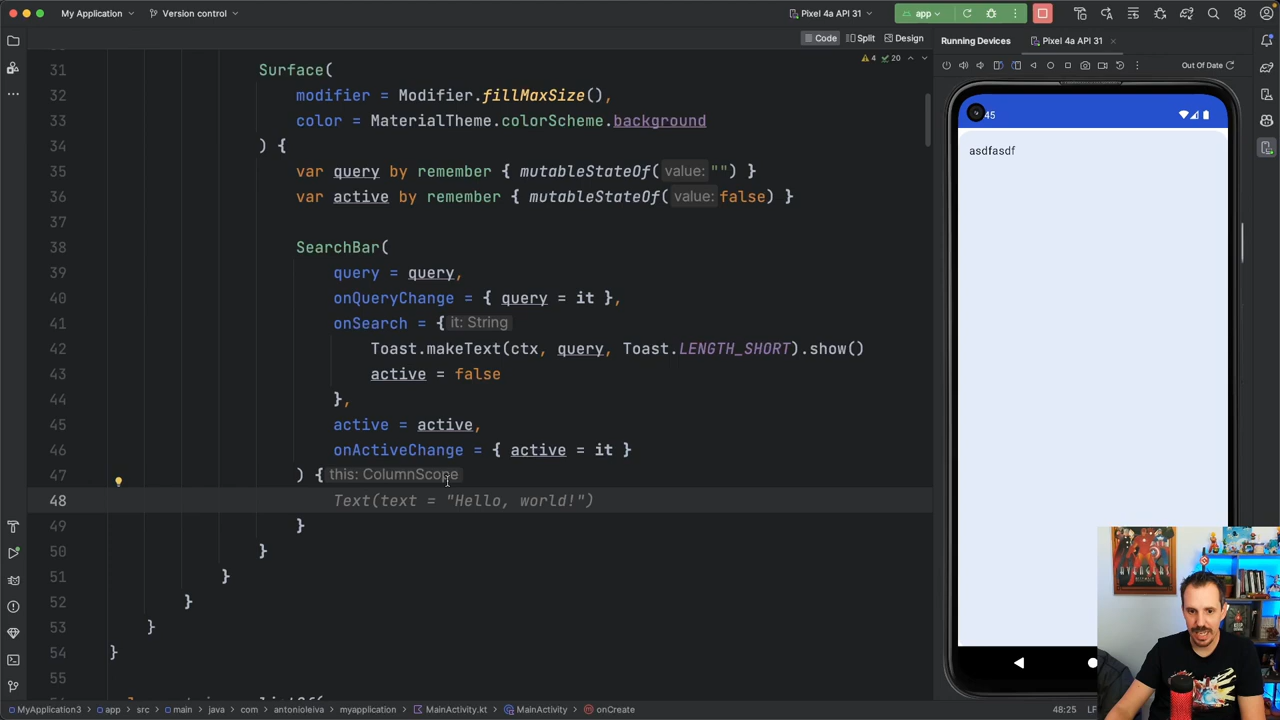 My Application
Version control
Pixel 4a API 31
app
Code
Split
Design
Running Devices
Pixel 4a API 31
Out Of Date
4
20
31 Surface(
32 modifier = Modifier.fillMaxSize(),
33 color = MaterialTheme.colorScheme.background
34 ) {
35 var query by remember { mutableStateOf( value: "") }
36 var active by remember { mutableStateOf( value: false) }
37
38 SearchBar(
39 query = query,
40 onQueryChange = { query = it },
41 onSearch = { it: String
42 Toast.makeText(ctx, query, Toast.LENGTH_SHORT).show()
43 active = false
44 },
45 active = active,
46 onActiveChange = { active = it }
47 ) { this: ColumnScope
48 Text(text = "Hello, world!")
49 }
50 }
51 }
52 }
53 }
54 }
55
45
asdfasdf
AVENGERS
MyApplication3 > app > src > main > java > com > antonioleiva > myapplication > MainActivity.kt > MainActivity > onCreate
48:25